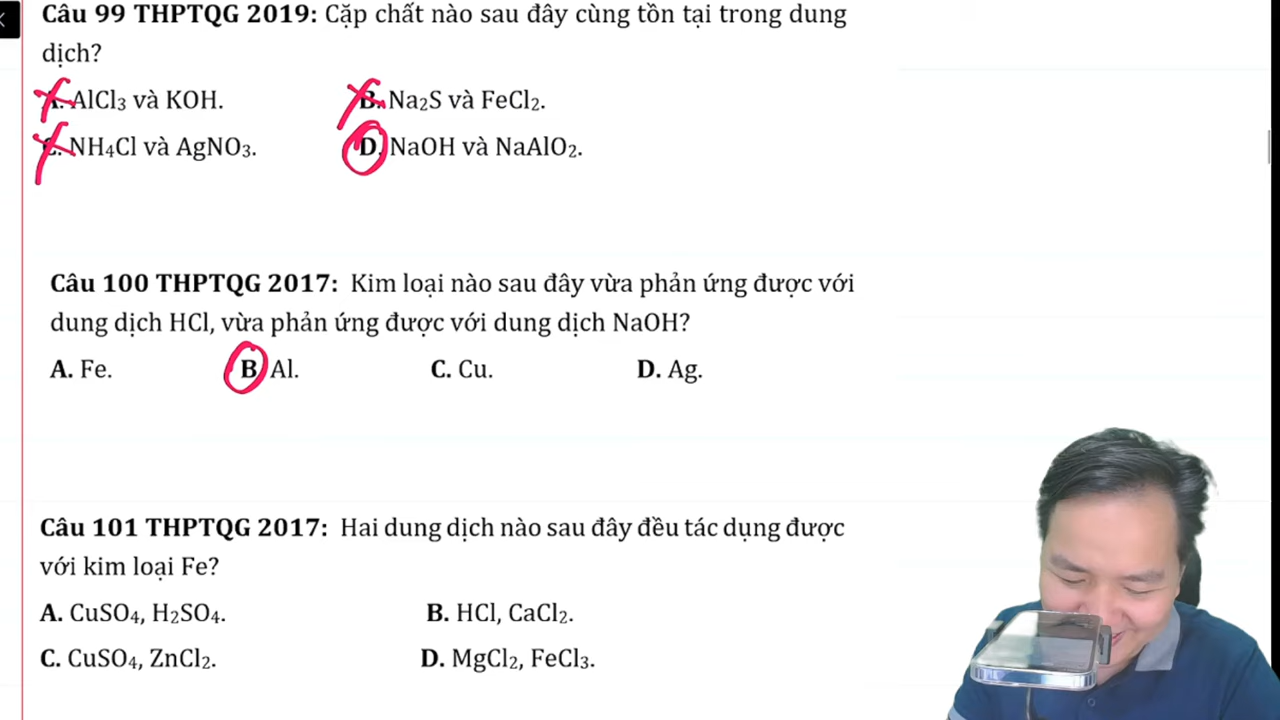 Câu 99 THPTQG 2019: Cặp chất nào sau đây cùng tồn tại trong dung
dịch?
A. AlCl₃ và KOH. B. Na₂S và FeCl₂.
C. NH₄Cl và AgNO₃. D. NaOH và NaAlO₂.
Câu 100 THPTQG 2017: Kim loại nào sau đây vừa phản ứng được với
dung dịch HCl, vừa phản ứng được với dung dịch NaOH?
A. Fe. B. Al. C. Cu. D. Ag.
Câu 101 THPTQG 2017: Hai dung dịch nào sau đây đều tác dụng được
với kim loại Fe?
A. CuSO₄, H₂SO₄. B. HCl, CaCl₂.
C. CuSO₄, ZnCl₂. D. MgCl₂, FeCl₃.